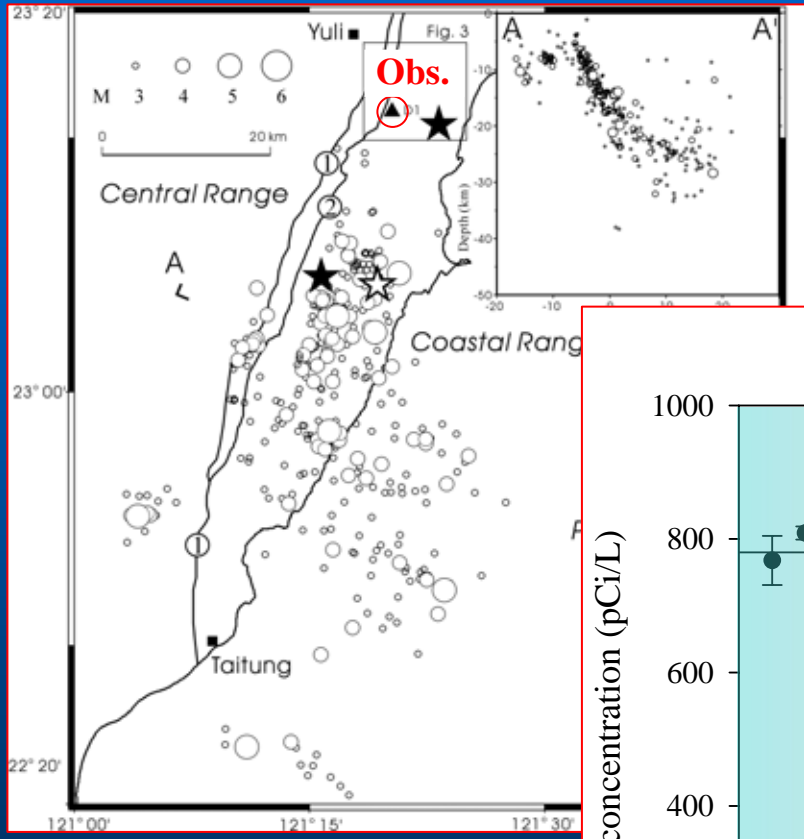 23° 20'
Yuli
Fig. 3
Obs.
D1
M 3 4 5 6
0 20 km
Central Range
1
2
A
Coastal Rang
23° 00'
1
Taitung
22° 20'
121° 00'
121° 15'
121° 30'
A A'
0
-10
-20
-30
-40
-50
Depth(km)
-20 -10 0 10 20
1000
800
600
400
concentration (pCi/L)